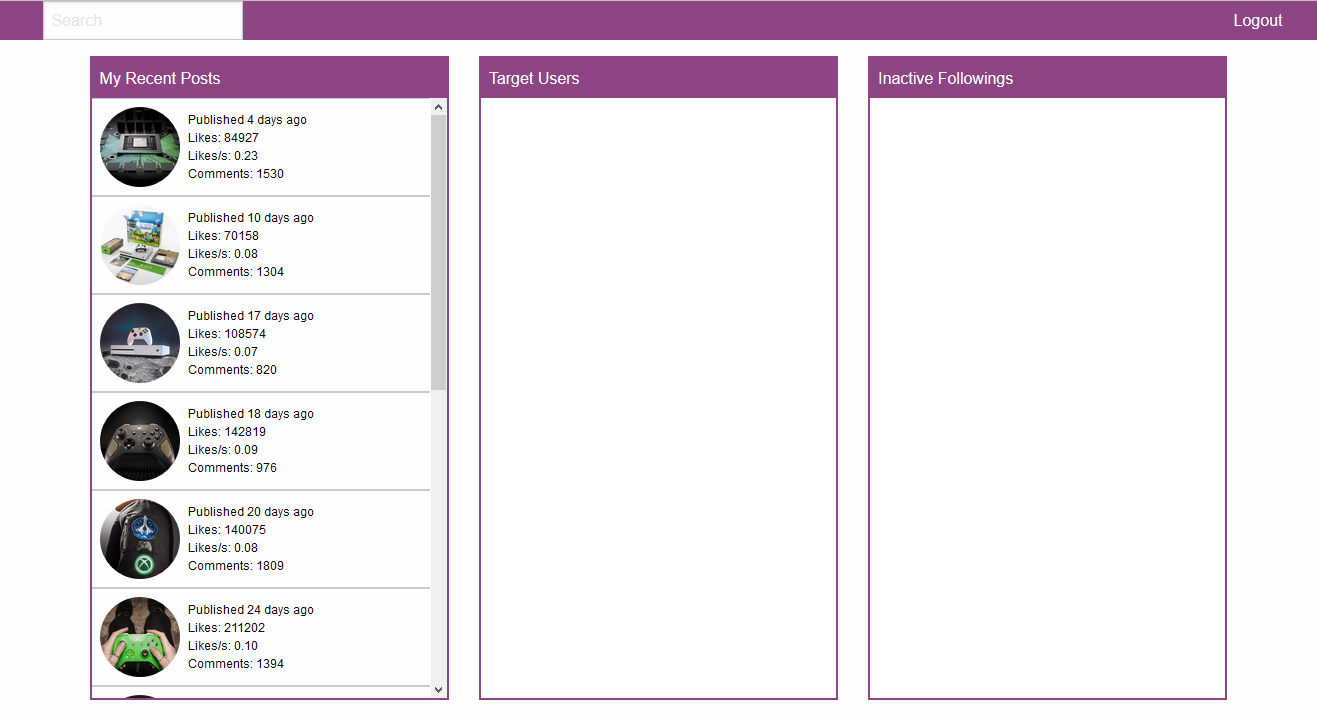 Search
Logout
My Recent Posts
Published 4 days ago
Likes: 84927
Likes/s: 0.23
Comments: 1530
Published 10 days ago
Likes: 70158
Likes/s: 0.08
Comments: 1304
Published 17 days ago
Likes: 108574
Likes/s: 0.07
Comments: 820
Published 18 days ago
Likes: 142819
Likes/s: 0.09
Comments: 976
Published 20 days ago
Likes: 140075
Likes/s: 0.08
Comments: 1809
Published 24 days ago
Likes: 211202
Likes/s: 0.10
Comments: 1394
Target Users
Inactive Followings